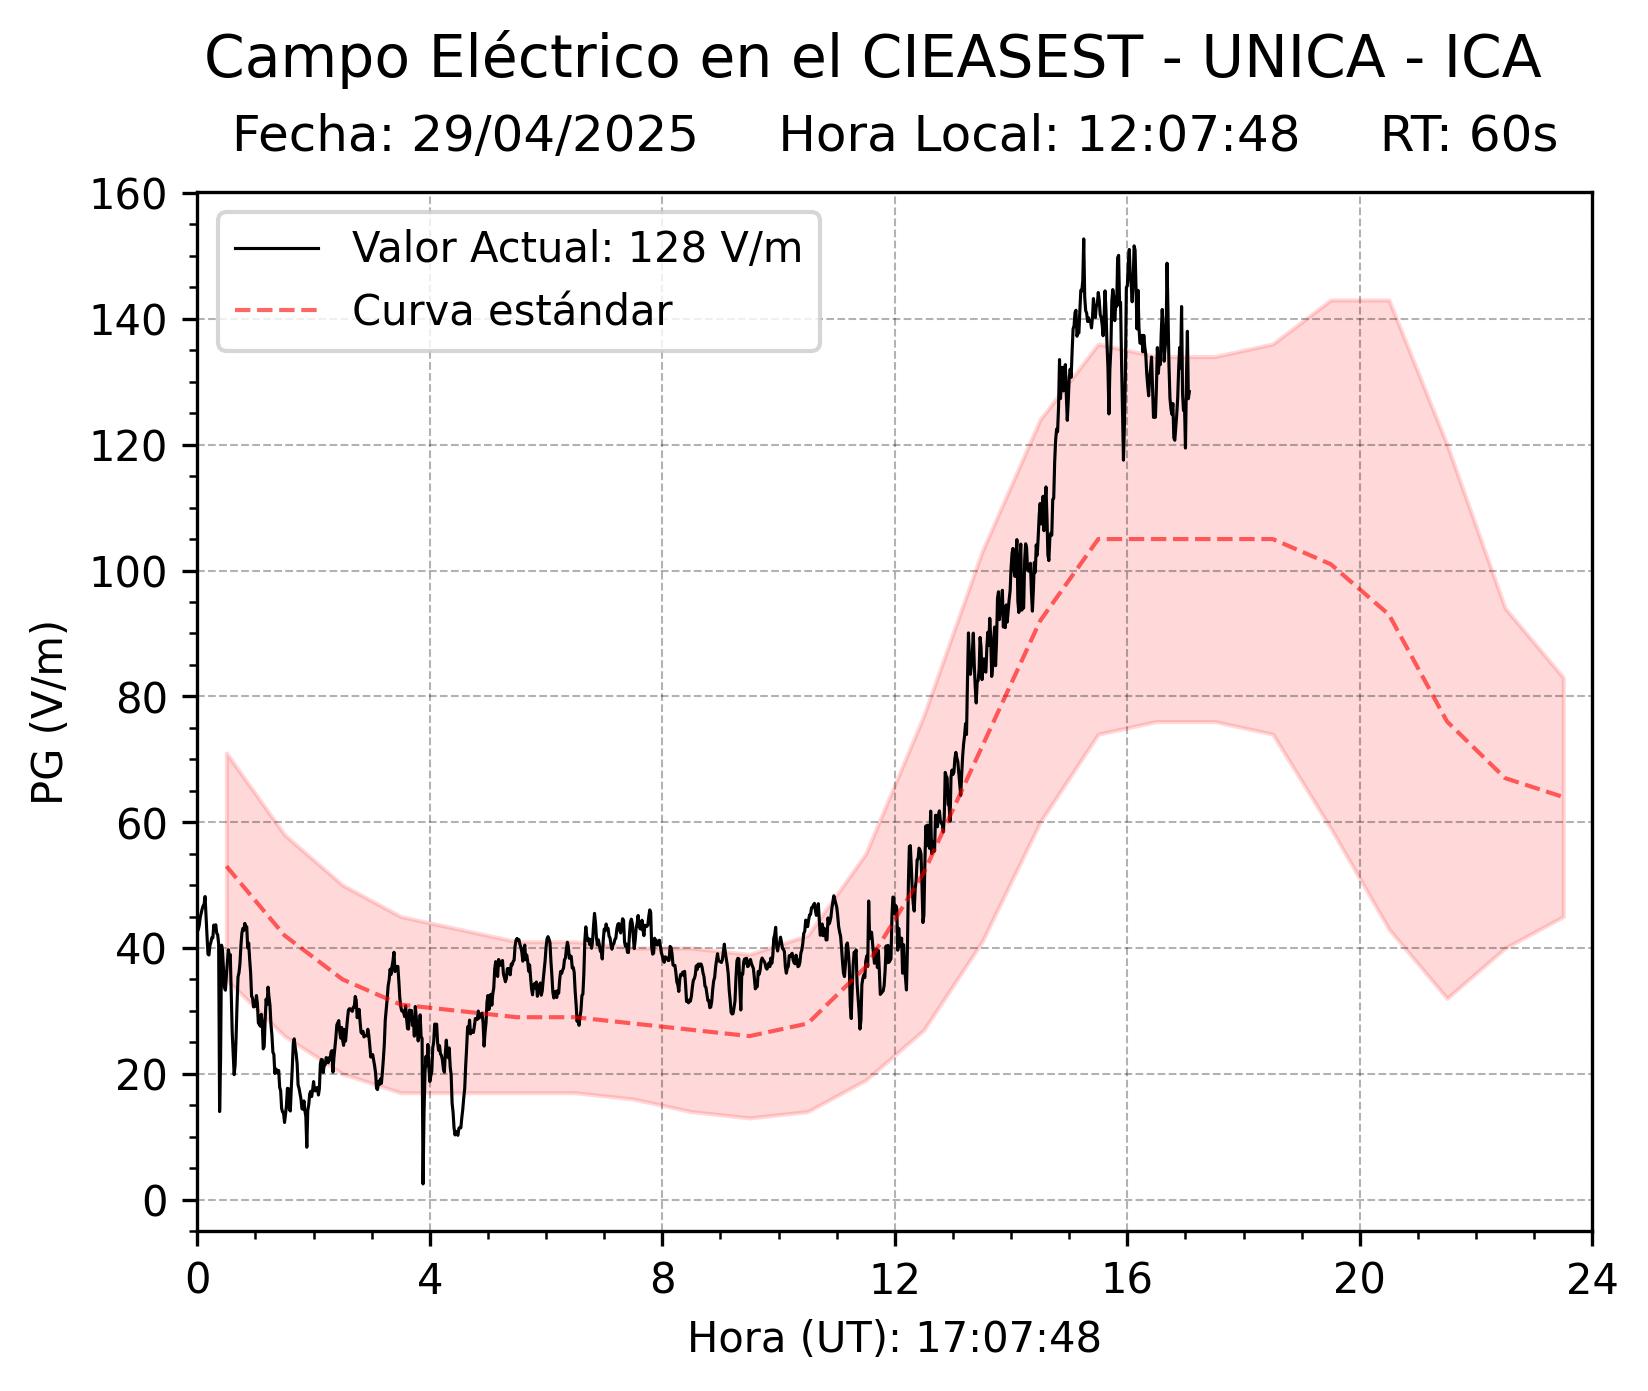 Campo Eléctrico en el CIEASEST - UNICA - ICA
Fecha: 29/04/2025 Hora Local: 12:07:48 RT: 60s
Valor Actual: 128 V/m
Curva estándar
PG (V/m)
160
140
120
100
80
60
40
20
0
0 4 8 12 16 20 24
Hora (UT): 17:07:48